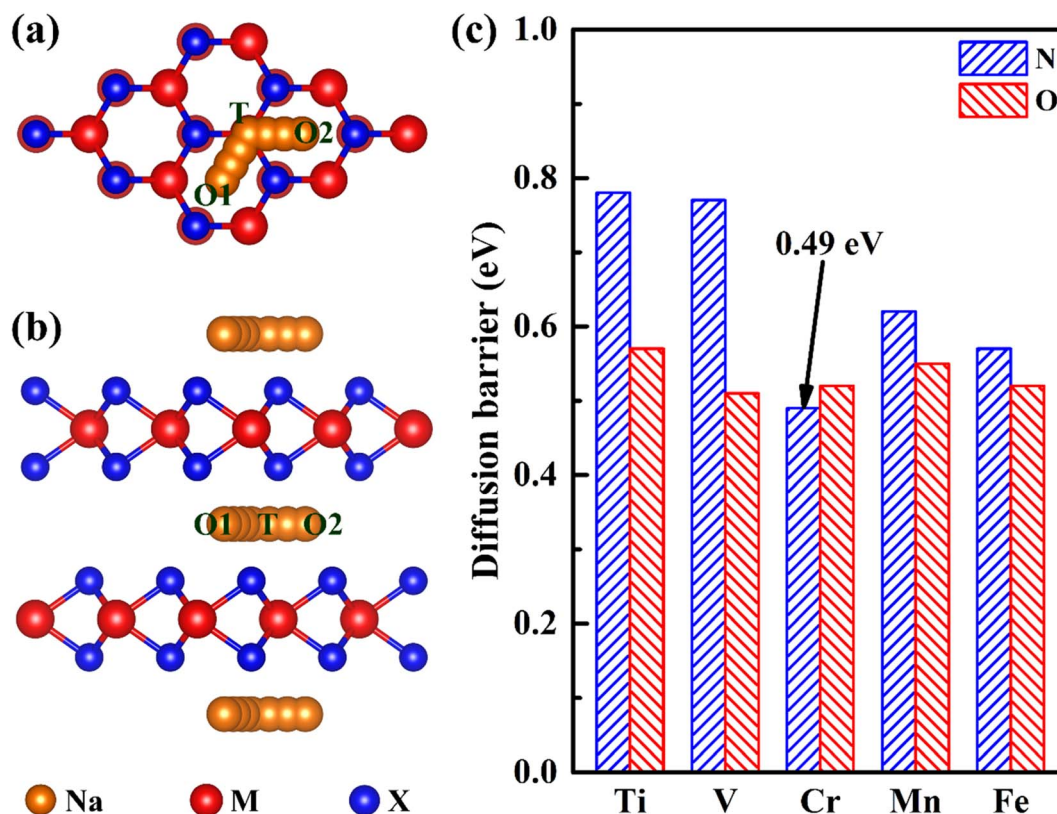 (a)
T
O2
O1
(b)
O1 T O2
Na M X
(c)
Diffusion barrier (eV)
1.0
0.8
0.6
0.4
0.2
0.0
N
O
0.49 eV
Ti V Cr Mn Fe